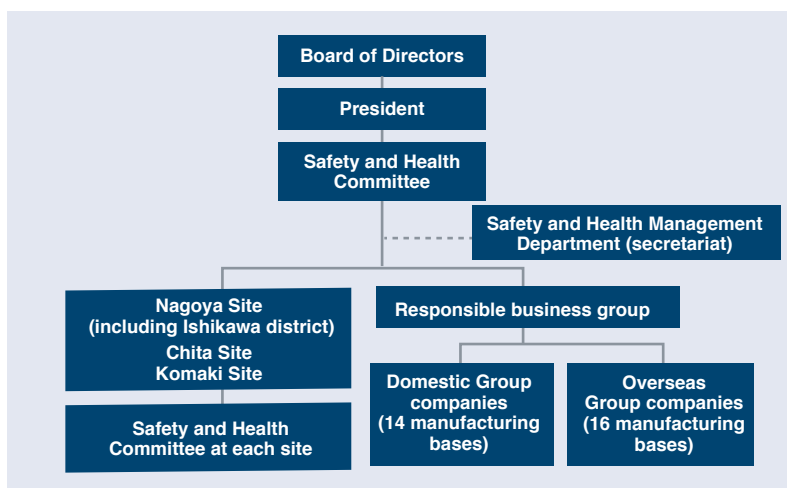 Board of Directors
President
Safety and Health
Committee
Safety and Health Management
Department (secretariat)
Nagoya Site
(including Ishikawa district)
Chita Site
Komaki Site
Responsible business group
Safety and Health
Committee at each site
Domestic Group
companies
(14 manufacturing
bases)
Overseas
Group companies
(16 manufacturing
bases)